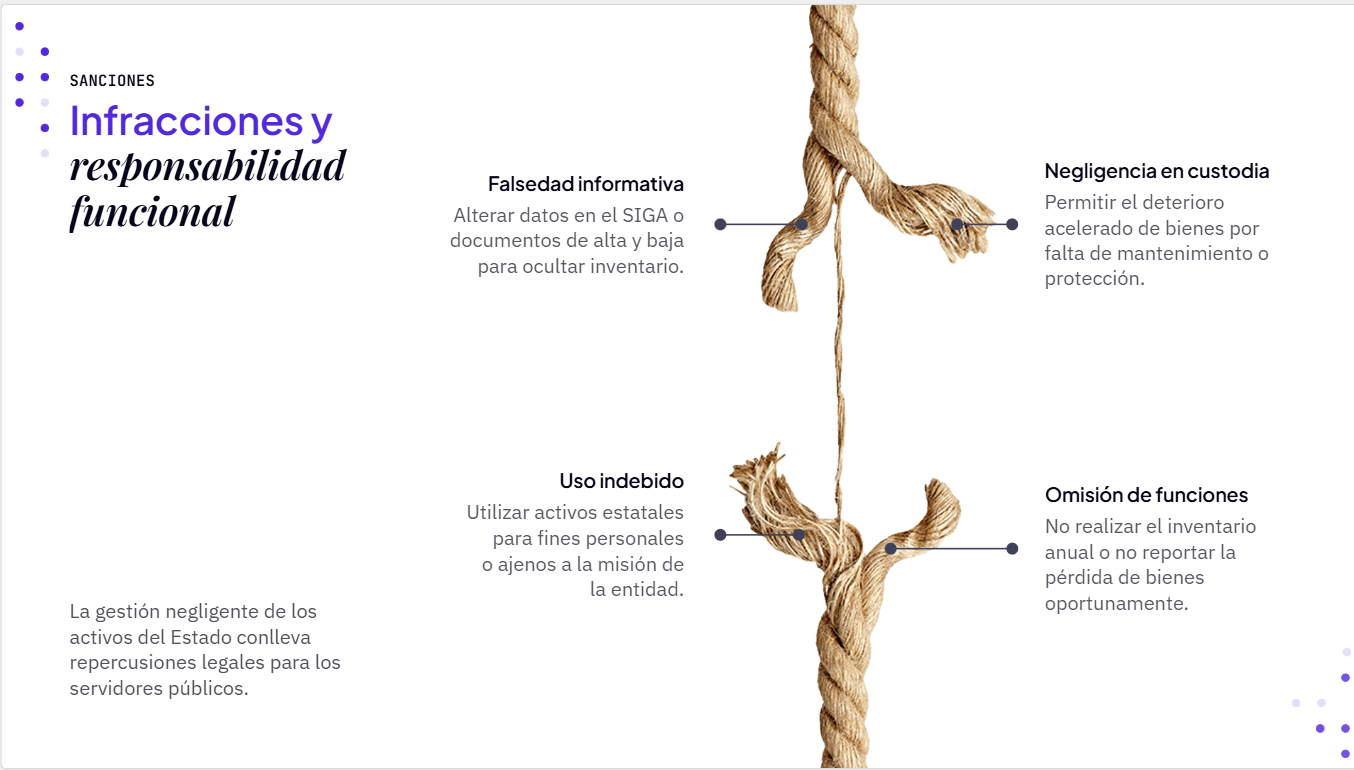 SANCIONES
Infracciones y
responsabilidad
funcional
Falsedad informativa
Alterar datos en el SIGA o
documentos de alta y baja
para ocultar inventario.
Negligencia en custodia
Permitir el deterioro
acelerado de bienes por
falta de mantenimiento o
protección.
Uso indebido
Utilizar activos estatales
para fines personales
o ajenos a la misión de
la entidad.
Omisión de funciones
No realizar el inventario
anual o no reportar la
pérdida de bienes
oportunamente.
La gestión negligente de los
activos del Estado conlleva
repercusiones legales para los
servidores públicos.